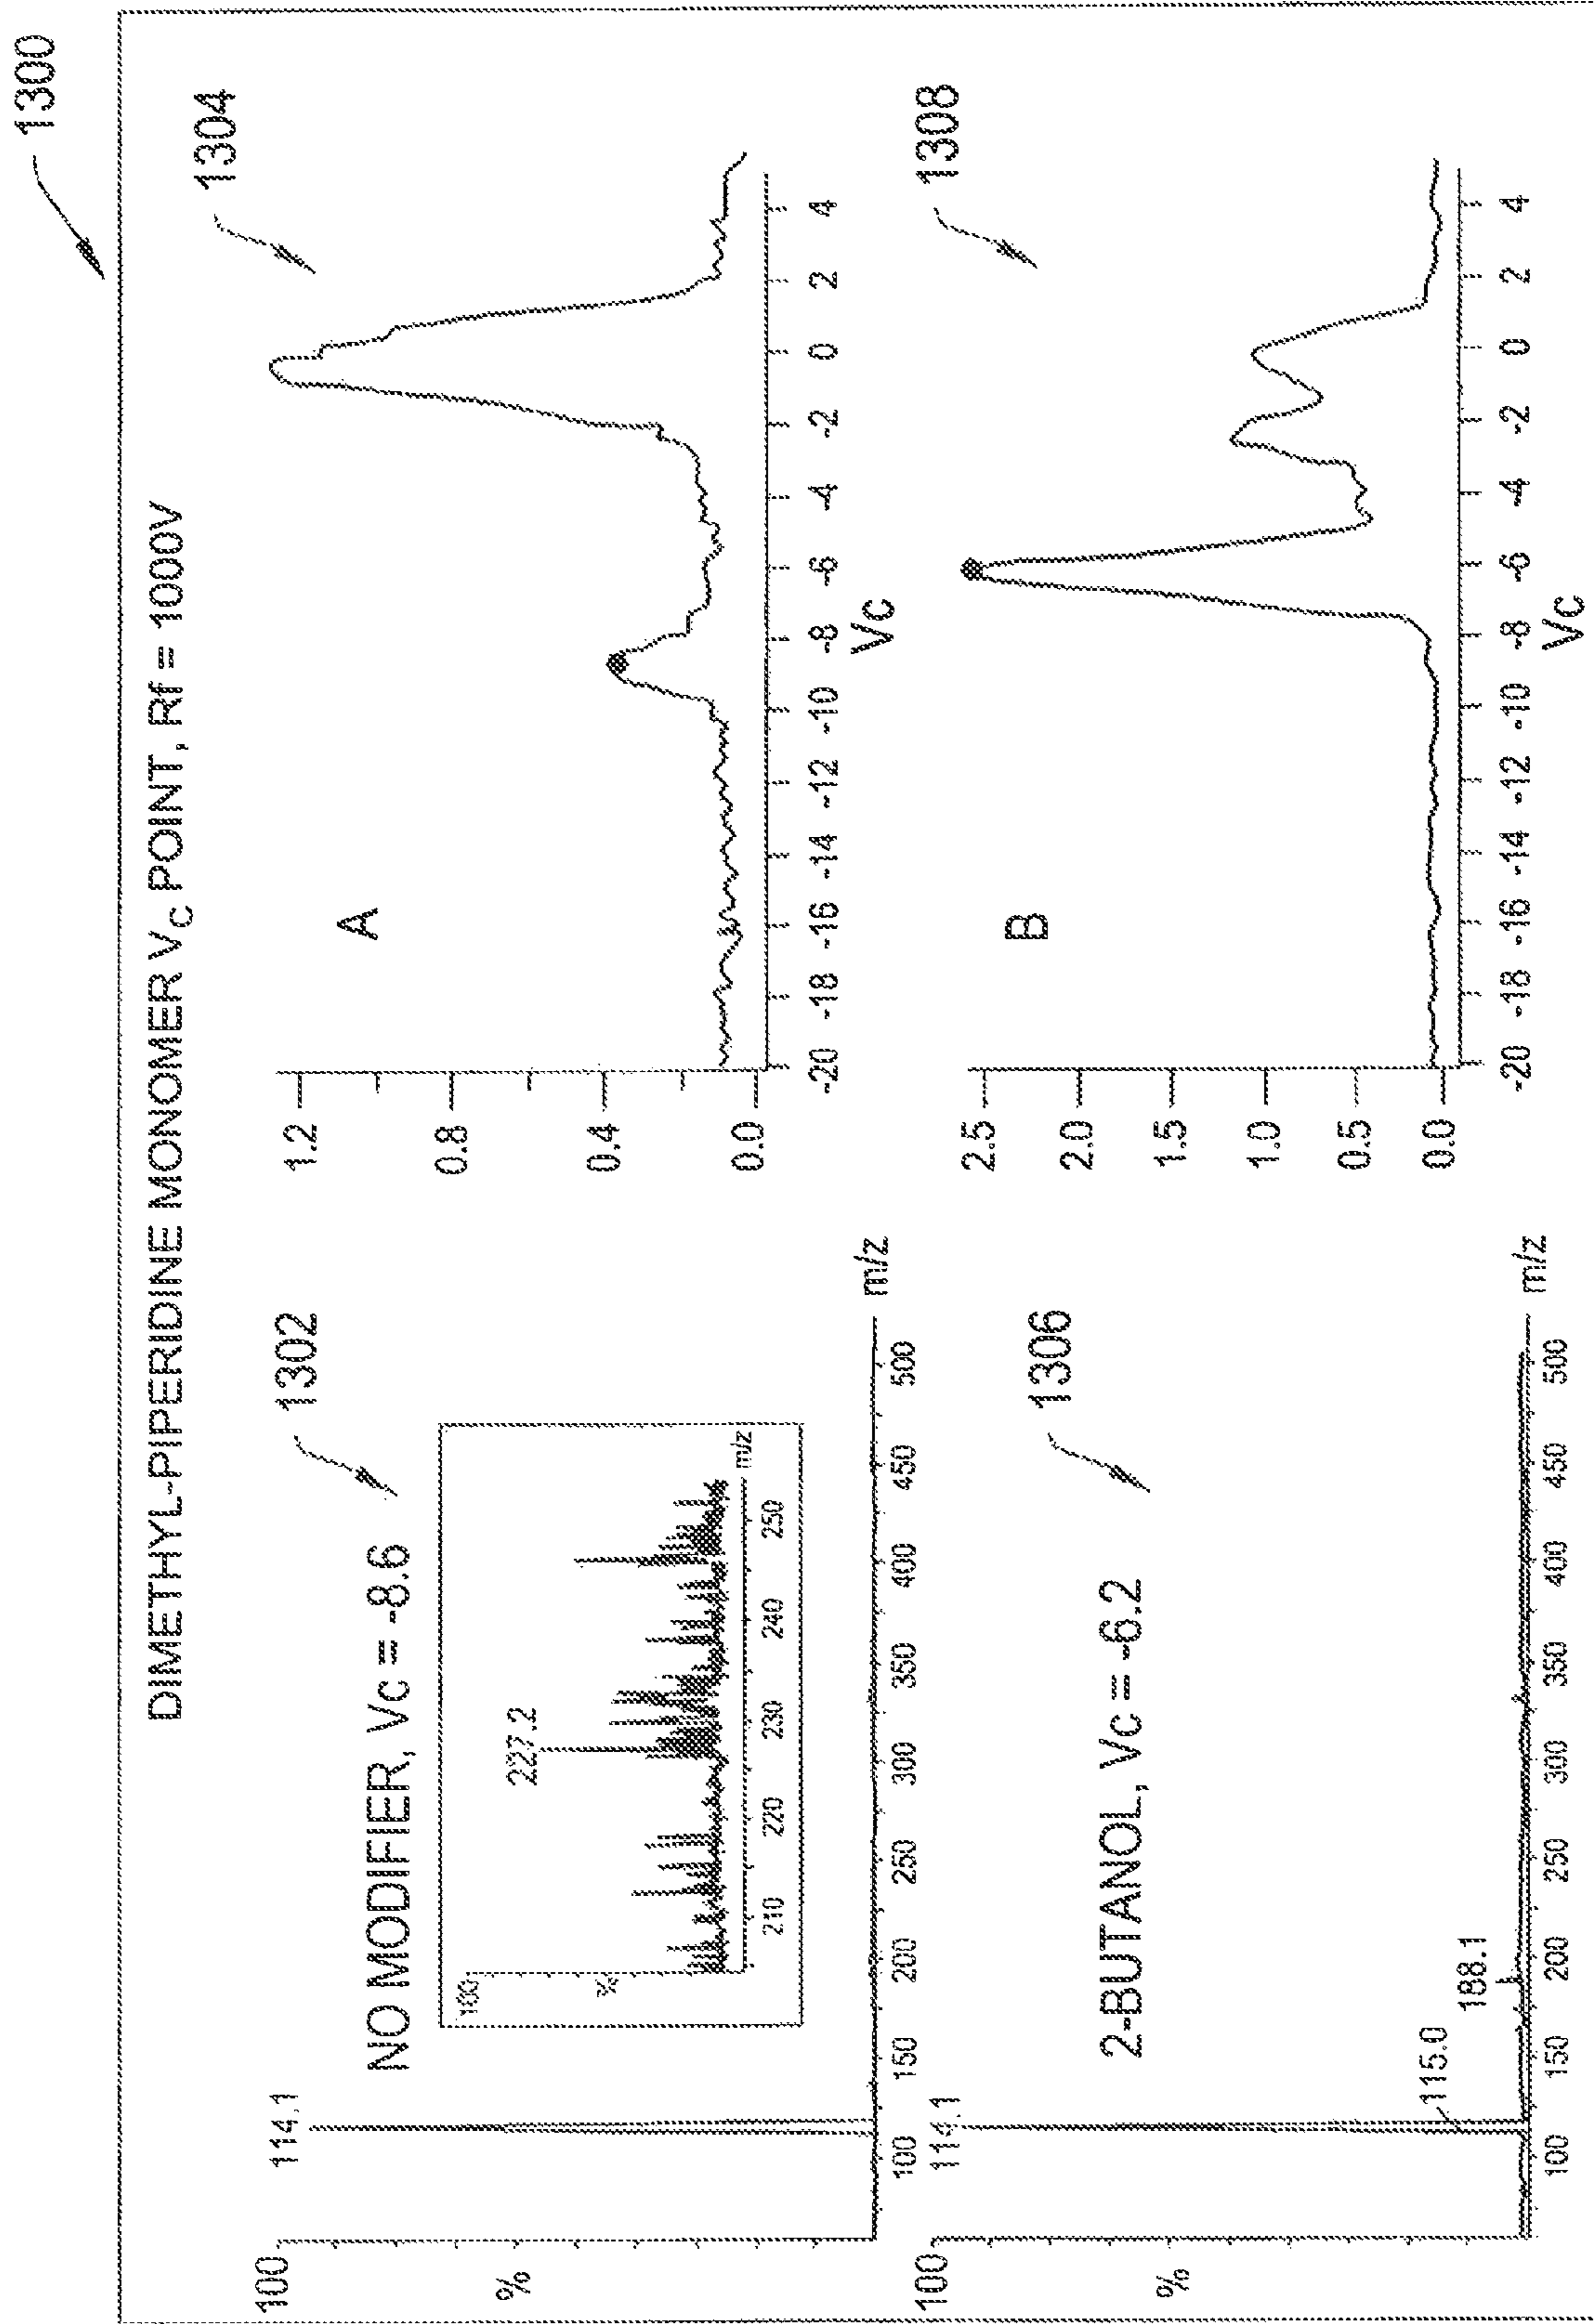 1300
DIMETHYL-PIPERIDINE MONOMER VC POINT, Rf = 1000V
1302
NO MODIFIER, Vc = -8.6
100
%
114.1
100
%
227.2
210 220 230 240 250 m/z
100 150 200 250 300 350 400 450 500 m/z
1304
A
1.2
0.8
0.4
0.0
-20 -18 -16 -14 -12 -10 -8 -6 -4 -2 0 2 4
Vc
1306
2-BUTANOL, Vc = -6.2
100
%
114.1
115.0
188.1
100 150 200 250 300 350 400 450 500 m/z
1308
B
2.5
2.0
1.5
1.0
0.5
0.0
-20 -18 -16 -14 -12 -10 -8 -6 -4 -2 0 2 4
Vc